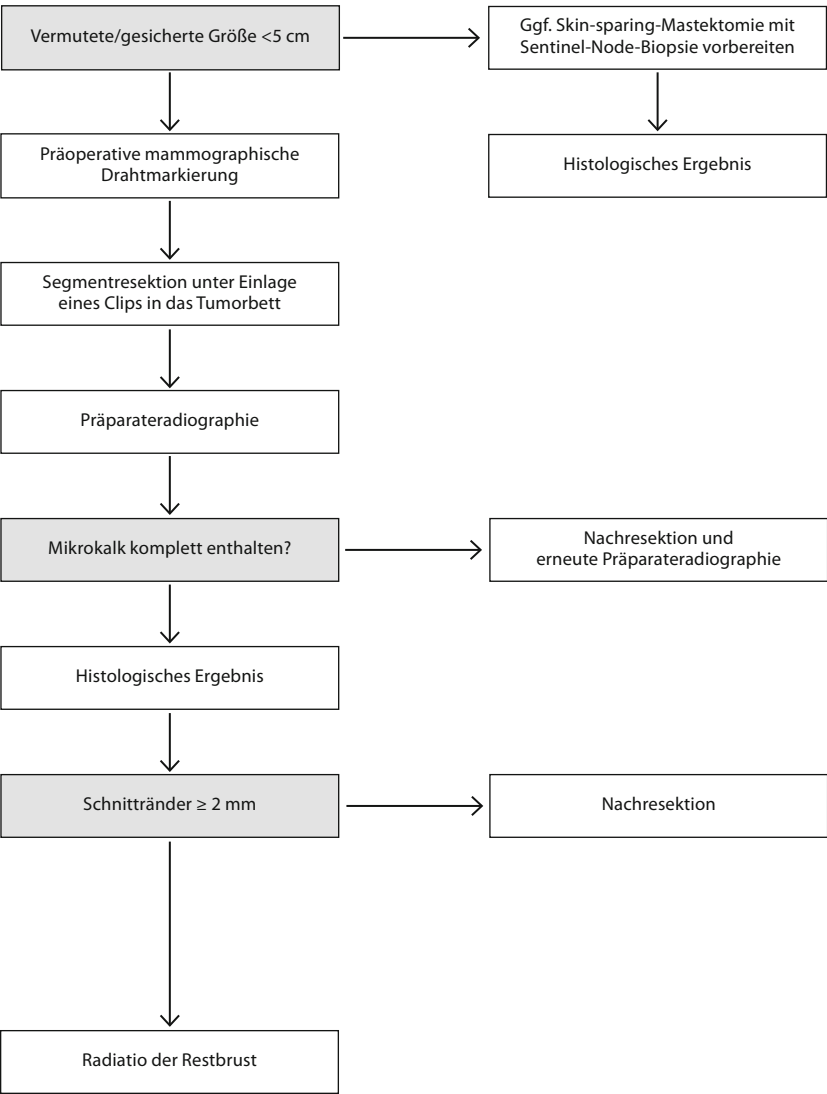 Vermutete/gesicherte Größe <5 cm
Ggf. Skin-sparing-Mastektomie mit
Sentinel-Node-Biopsie vorbereiten
Präoperative mammographische
Drahtmarkierung
Histologisches Ergebnis
Segmentresektion unter Einlage
eines Clips in das Tumorbett
Präparateradiographie
Mikrokalk komplett enthalten?
Nachresektion und
erneute Präparateradiographie
Histologisches Ergebnis
Schnittränder ≥ 2 mm
Nachresektion
Radiatio der Restbrust